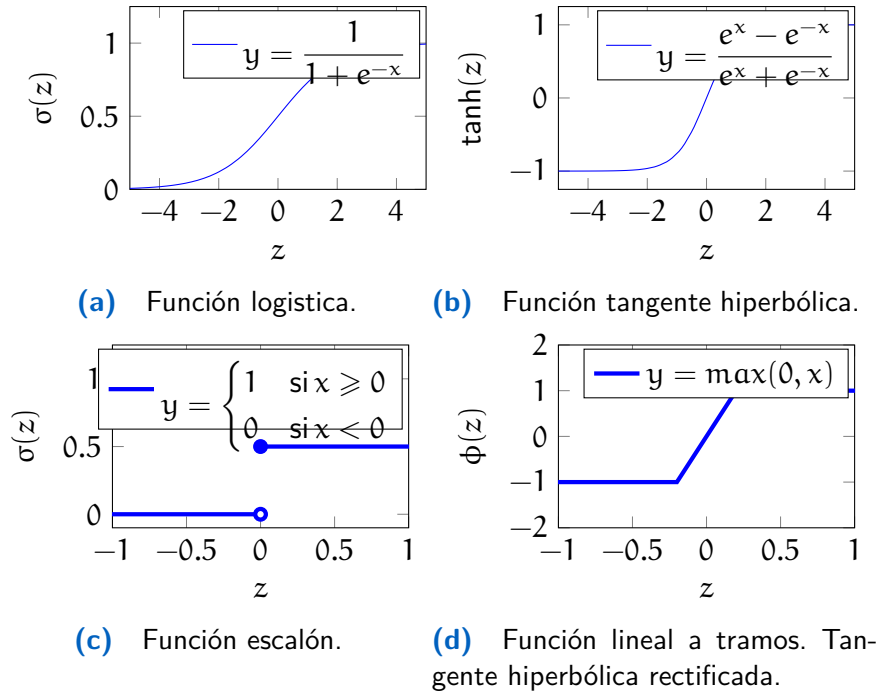 1
0.5
0
σ(z)
y = 1 / (1 + e^{−x})
−4 −2 0 2 4
z
(a) Función logistica.
1
0
−1
tanh(z)
y = (e^x − e^{−x}) / (e^x + e^{−x})
−4 −2 0 2 4
z
(b) Función tangente hiperbólica.
1
0.5
0
σ(z)
y = { 1 si x ⩾ 0
0 si x < 0
−1 −0.5 0 0.5 1
z
(c) Función escalón.
2
1
0
−1
−2
ϕ(z)
y = max(0, x)
−1 −0.5 0 0.5 1
z
(d) Función lineal a tramos. Tan-
gente hiperbólica rectificada.